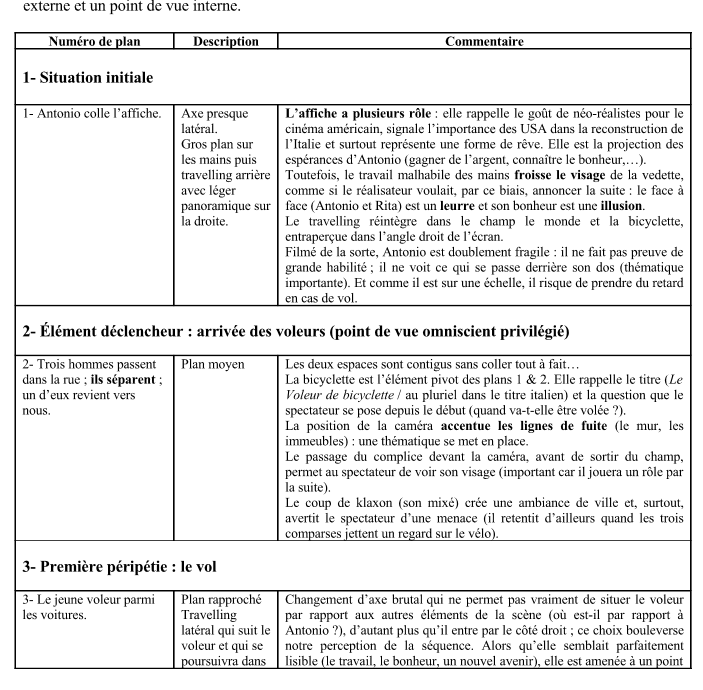 externe et un point de vue interne.
Numéro de plan Description Commentaire
1- Situation initiale
1- Antonio colle l’affiche.
Axe presque
latéral.
Gros plan sur
les mains puis
travelling arrière
avec léger
panoramique sur
la droite.
L’affiche a plusieurs rôle : elle rappelle le goût de néo-réalistes pour le
cinéma américain, signale l’importance des USA dans la reconstruction de
l’Italie et surtout représente une forme de rêve. Elle est la projection des
espérances d’Antonio (gagner de l’argent, connaître le bonheur,…).
Toutefois, le travail malhabile des mains froisse le visage de la vedette,
comme si le réalisateur voulait, par ce biais, annoncer la suite : le face à
face (Antonio et Rita) est un leurre et son bonheur est une illusion.
Le travelling réintègre dans le champ le monde et la bicyclette,
entraperçue dans l’angle droit de l’écran.
Filmé de la sorte, Antonio est doublement fragile : il ne fait pas preuve de
grande habilité ; il ne voit ce qui se passe derrière son dos (thématique
importante). Et comme il est sur une échelle, il risque de prendre du retard
en cas de vol.
2- Élément déclencheur : arrivée des voleurs (point de vue omniscient privilégié)
2- Trois hommes passent
dans la rue ; ils séparent ;
un d’eux revient vers
nous.
Plan moyen
Les deux espaces sont contigus sans coller tout à fait…
La bicyclette est l’élément pivot des plans 1 & 2. Elle rappelle le titre (Le
Voleur de bicyclette / au pluriel dans le titre italien) et la question que le
spectateur se pose depuis le début (quand va-t-elle être volée ?).
La position de la caméra accentue les lignes de fuite (le mur, les
immeubles) : une thématique se met en place.
Le passage du complice devant la caméra, avant de sortir du champ,
permet au spectateur de voir son visage (important car il jouera un rôle par
la suite).
Le coup de klaxon (son mixé) crée une ambiance de ville et, surtout,
avertit le spectateur d’une menace (il retentit d’ailleurs quand les trois
comparses jettent un regard sur le vélo).
3- Première péripétie : le vol
3- Le jeune voleur parmi
les voitures.
Plan rapproché
Travelling
latéral qui suit le
voleur et qui se
poursuivra dans
Changement d’axe brutal qui ne permet pas vraiment de situer le voleur
par rapport aux autres éléments de la scène (où est-il par rapport à
Antonio ?), d’autant plus qu’il entre par le côté droit ; ce choix bouleverse
notre perception de la séquence. Alors qu’elle semblait parfaitement
lisible (le travail, le bonheur, un nouvel avenir), elle est amenée à un point